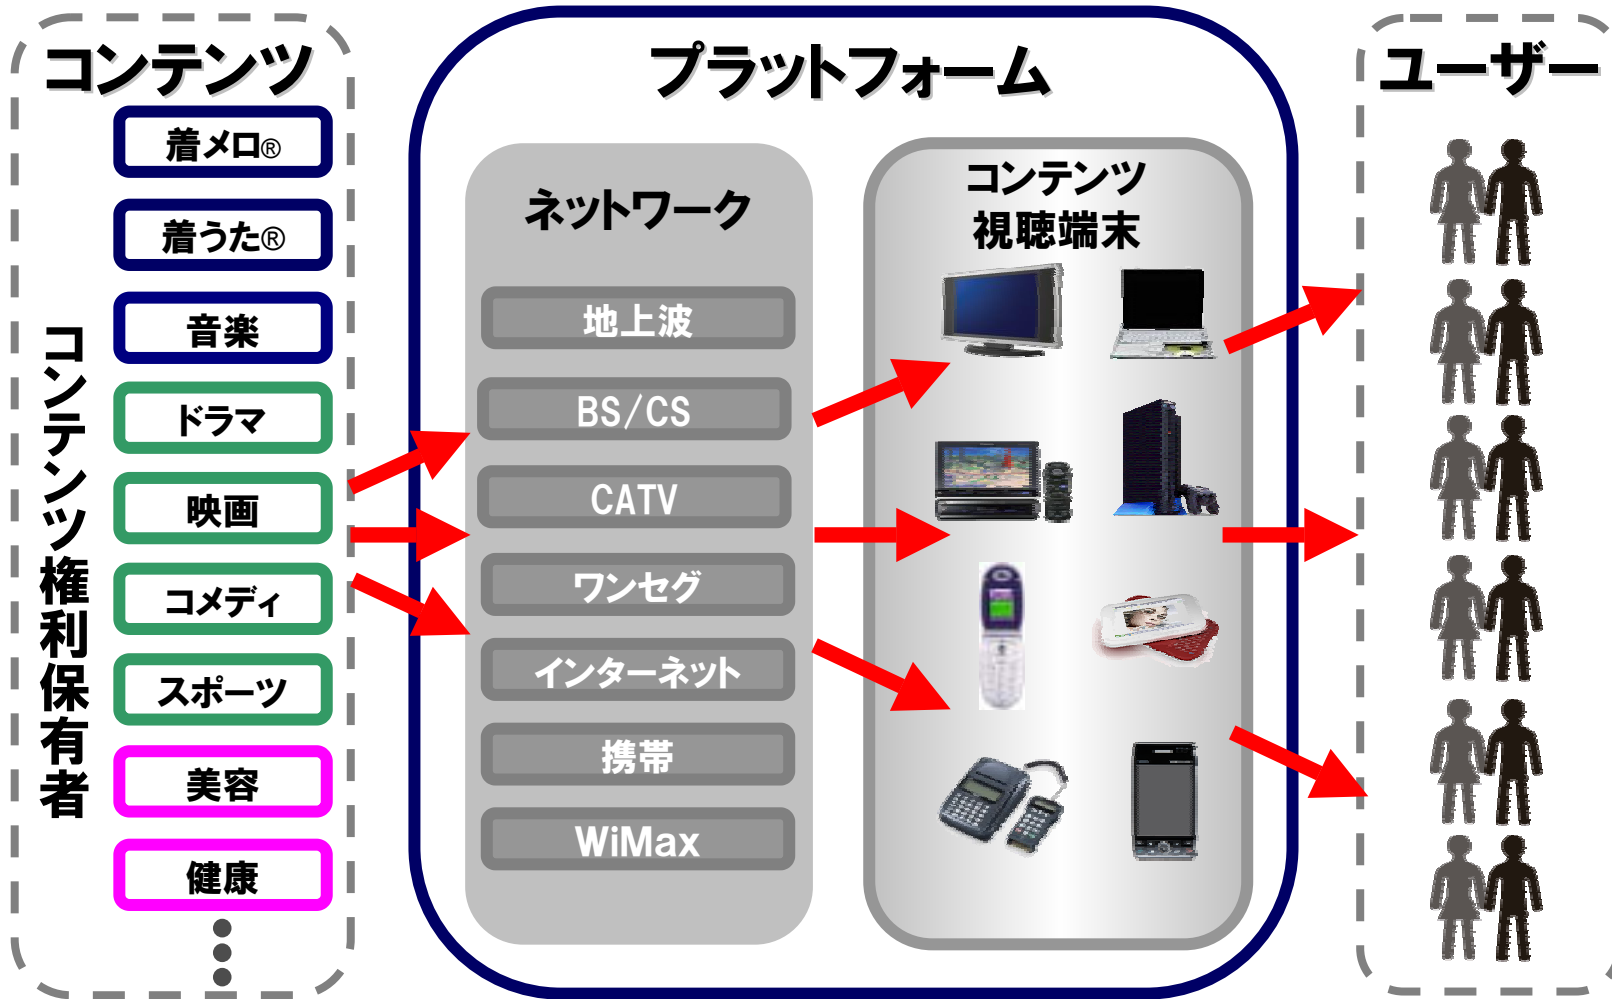 コンテンツ
コンテンツ権利保有者
着メロ®
着うた®
音楽
ドラマ
映画
コメディ
スポーツ
美容
健康
プラットフォーム
ネットワーク
地上波
BS/CS
CATV
ワンセグ
インターネット
携帯
WiMax
コンテンツ
視聴端末
ユーザー